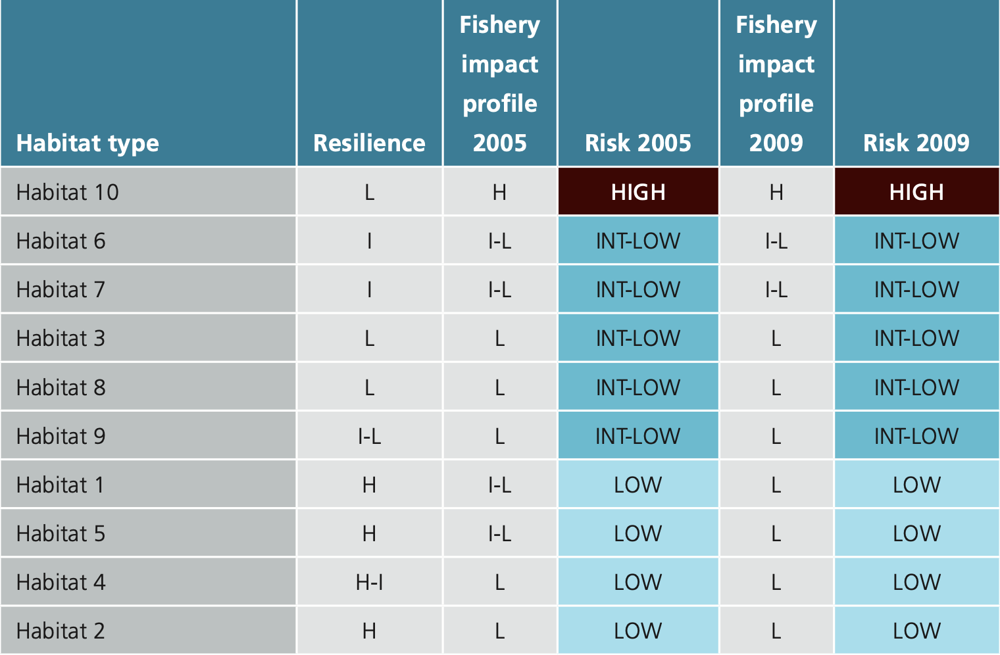 Habitat type Resilience Fishery impact profile 2005 Risk 2005 Fishery impact profile 2009 Risk 2009
Habitat 10 L H HIGH H HIGH
Habitat 6 I I-L INT-LOW I-L INT-LOW
Habitat 7 I I-L INT-LOW I-L INT-LOW
Habitat 3 L L INT-LOW L INT-LOW
Habitat 8 L L INT-LOW L INT-LOW
Habitat 9 I-L L INT-LOW L INT-LOW
Habitat 1 H I-L LOW L LOW
Habitat 5 H I-L LOW L LOW
Habitat 4 H-I L LOW L LOW
Habitat 2 H L LOW L LOW